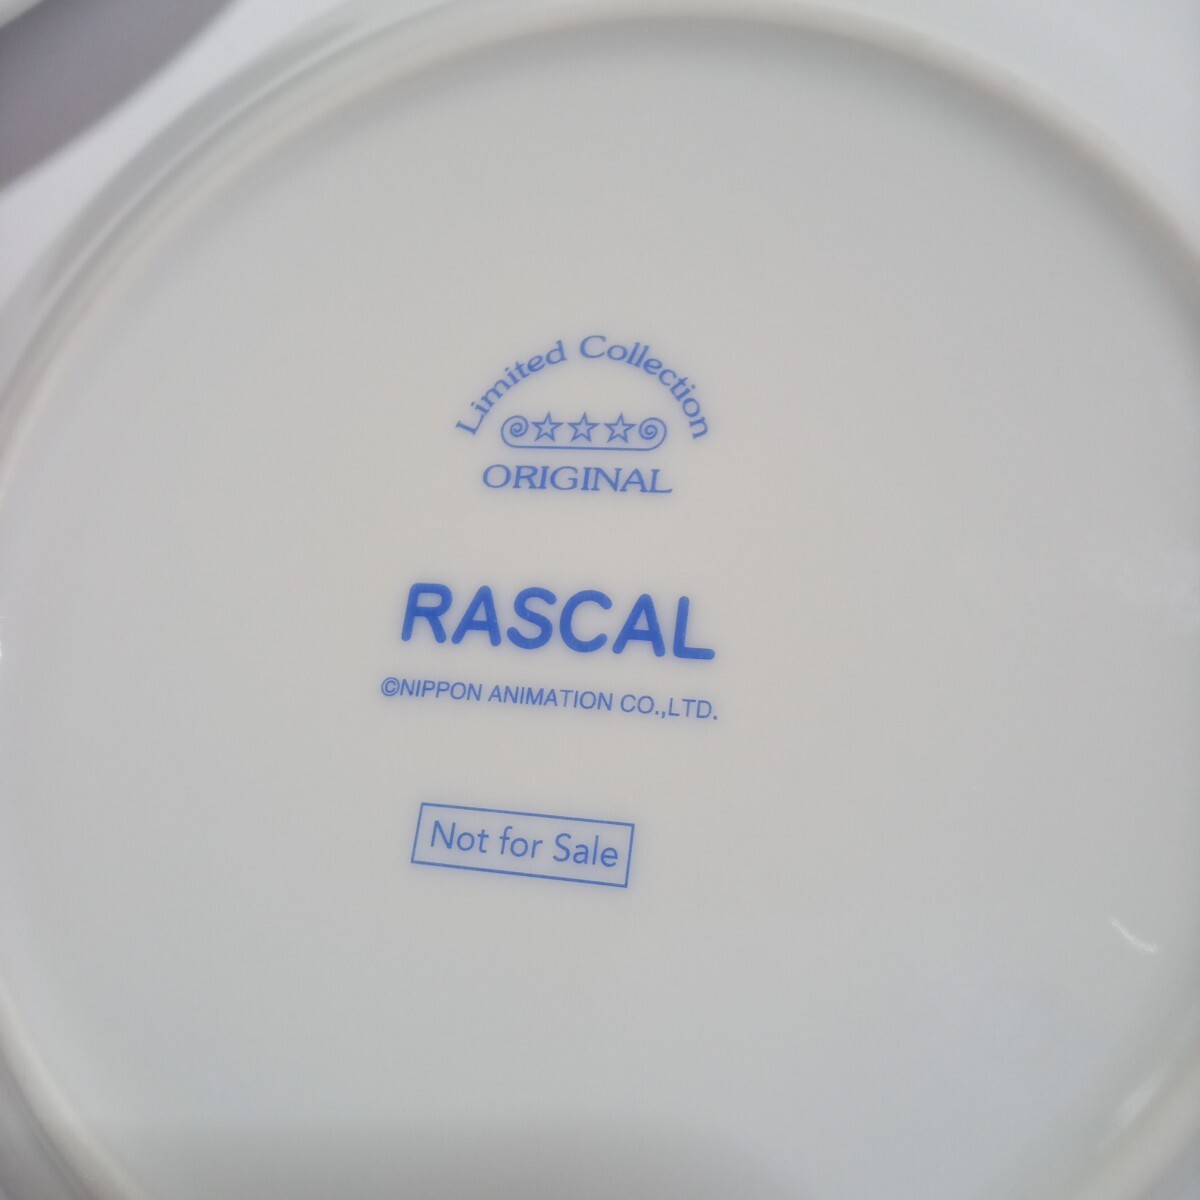 Limited Collection
ORIGINAL
RASCAL
©NIPPON ANIMATION CO.,LTD.
Not for Sale